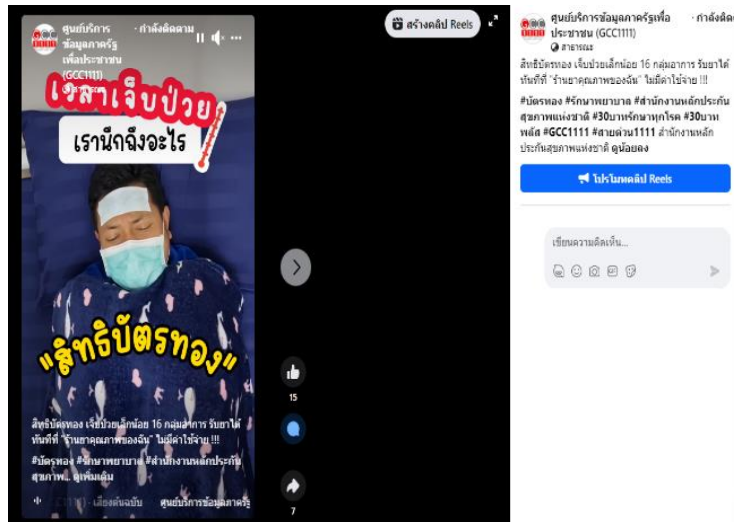 ศูนย์บริการ · กำลังติดตาม
ข้อมูลภาครัฐ
เพื่อประชาชน
(GCC1111)
สาธารณะ
เวลาเจ็บป่วย
เรานึกถึงอะไร
"สิทธิบัตรทอง"
สิทธิบัตรทอง เจ็บป่วยเล็กน้อย 16 กลุ่มอาการ รับยาได้
ทันทีที่ "ร้านยาคุณภาพของฉัน" ไม่มีค่าใช้จ่าย !!!
#บัตรทอง #รักษาพยาบาล #สำนักงานหลักประกัน
สุขภาพ... ดูเพิ่มเติม
1111) · เสียงต้นฉบับ ศูนย์บริการข้อมูลภาครัฐ
สร้างคลิป Reels
15
7
ศูนย์บริการข้อมูลภาครัฐเพื่อ · กำลังติด
ประชาชน (GCC1111)
สาธารณะ
สิทธิบัตรทอง เจ็บป่วยเล็กน้อย 16 กลุ่มอาการ รับยาได้
ทันทีที่ "ร้านยาคุณภาพของฉัน" ไม่มีค่าใช้จ่าย !!!
#บัตรทอง #รักษาพยาบาล #สำนักงานหลักประกัน
สุขภาพแห่งชาติ #30บาทรักษาทุกโรค #30บาท
พลัส #GCC1111 #สายด่วน1111 สำนักงานหลัก
ประกันสุขภาพแห่งชาติ ดูน้อยลง
โปรโมทคลิป Reels
เขียนความคิดเห็น...